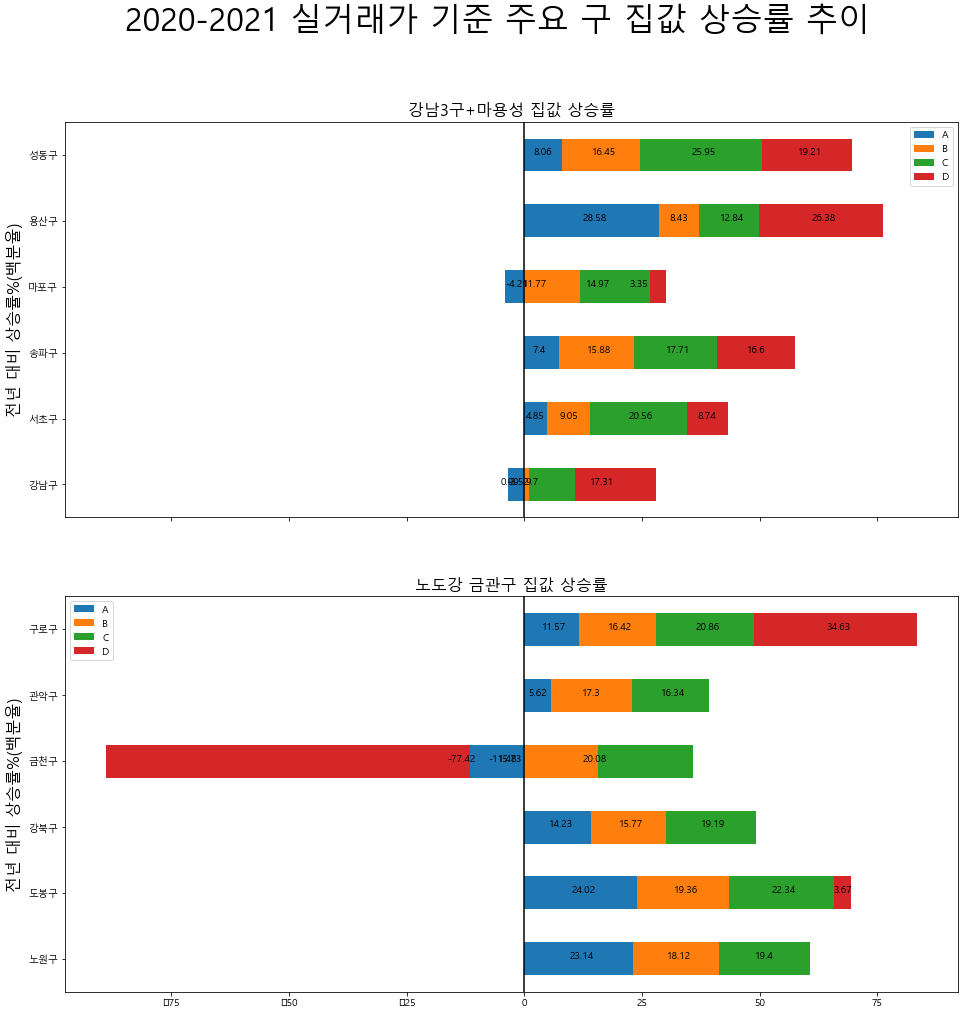 2020-2021 실거래가 기준 주요 구 집값 상승률 추이
강남3구+마용성 집값 상승률
전년 대비 상승률%(백분율)
A
B
C
D
성동구 8.06 16.45 25.95 19.21
용산구 28.58 8.43 12.84 26.38
마포구 11.77 14.97 3.35
송파구 7.4 15.88 17.71 16.6
서초구 4.85 9.05 20.56 8.74
강남구 17.31
노도강 금관구 집값 상승률
전년 대비 상승률%(백분율)
A
B
C
D
구로구 11.57 16.42 20.86 34.63
관악구 5.62 17.3 16.34
금천구 -77.42 20.08
강북구 14.23 15.77 19.19
도봉구 24.02 19.36 22.34 3.67
노원구 23.14 18.12 19.4
□75 □50 □25 0 25 50 75